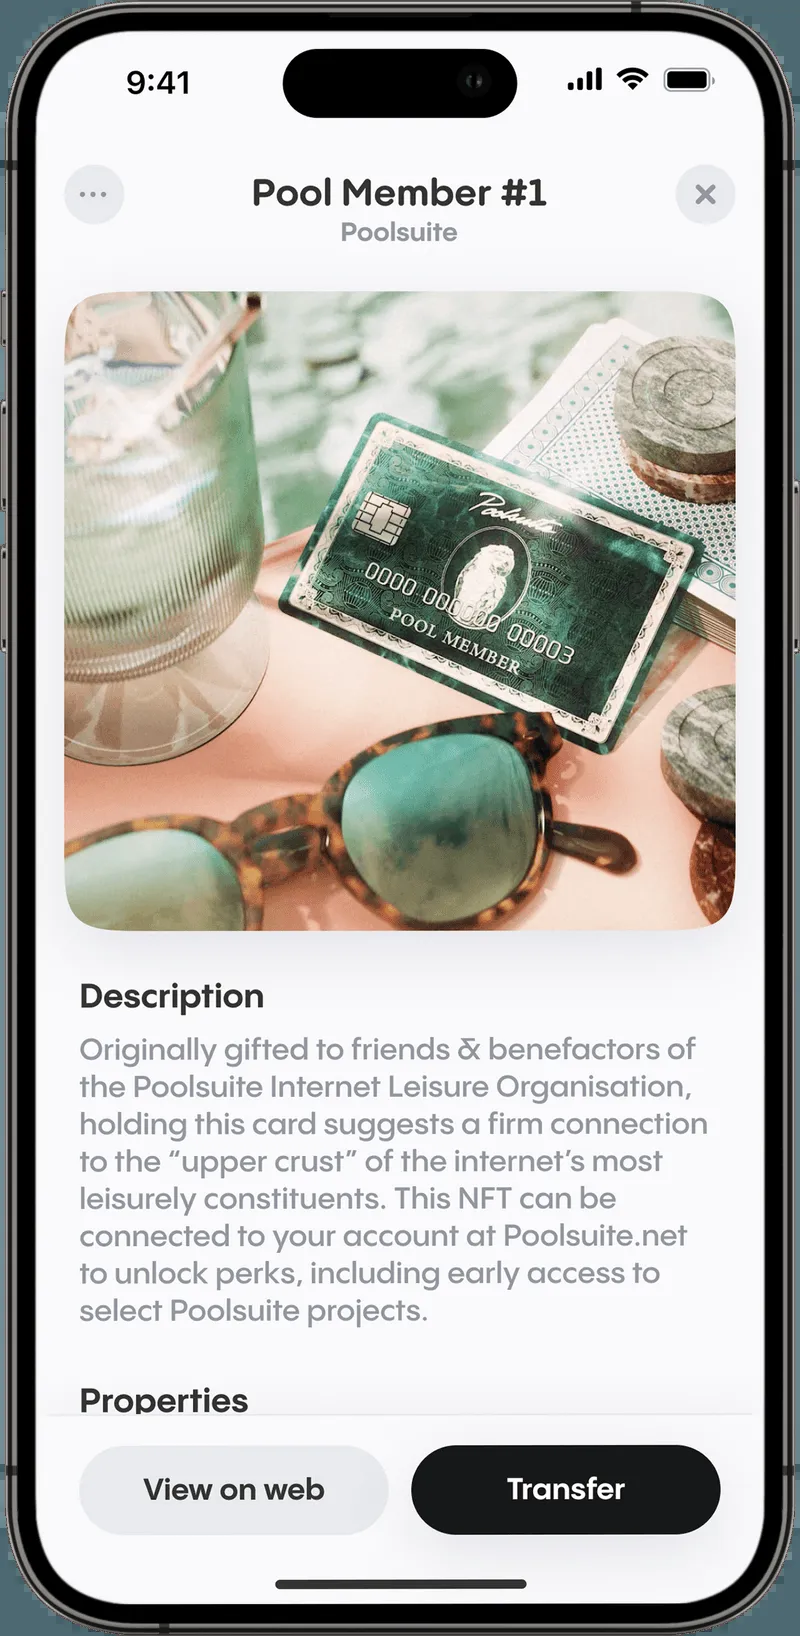 9:41
Pool Member #1
Poolsuite
Poolsuite
0000 000000 00003
POOL MEMBER
Description
Originally gifted to friends & benefactors of
the Poolsuite Internet Leisure Organisation,
holding this card suggests a firm connection
to the “upper crust” of the internet’s most
leisurely constituents. This NFT can be
connected to your account at Poolsuite.net
to unlock perks, including early access to
select Poolsuite projects.
Properties
View on web
Transfer